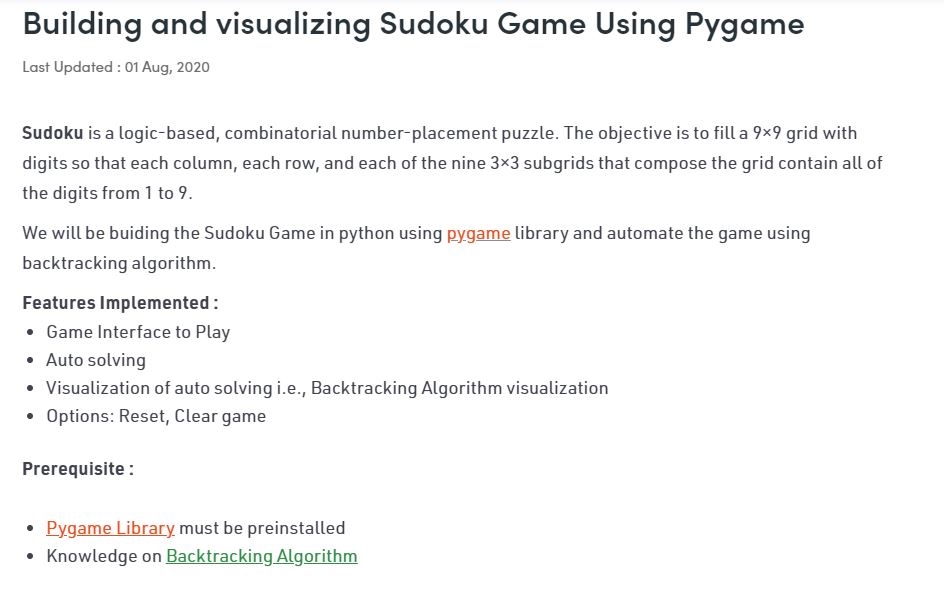 Building and visualizing Sudoku Game Using Pygame
Last Updated : 01 Aug, 2020
Sudoku is a logic-based, combinatorial number-placement puzzle. The objective is to fill a 9×9 grid with
digits so that each column, each row, and each of the nine 3×3 subgrids that compose the grid contain all of
the digits from 1 to 9.
We will be buiding the Sudoku Game in python using pygame library and automate the game using
backtracking algorithm.
Features Implemented :
• Game Interface to Play
• Auto solving
• Visualization of auto solving i.e., Backtracking Algorithm visualization
• Options: Reset, Clear game
Prerequisite :
• Pygame Library must be preinstalled
• Knowledge on Backtracking Algorithm